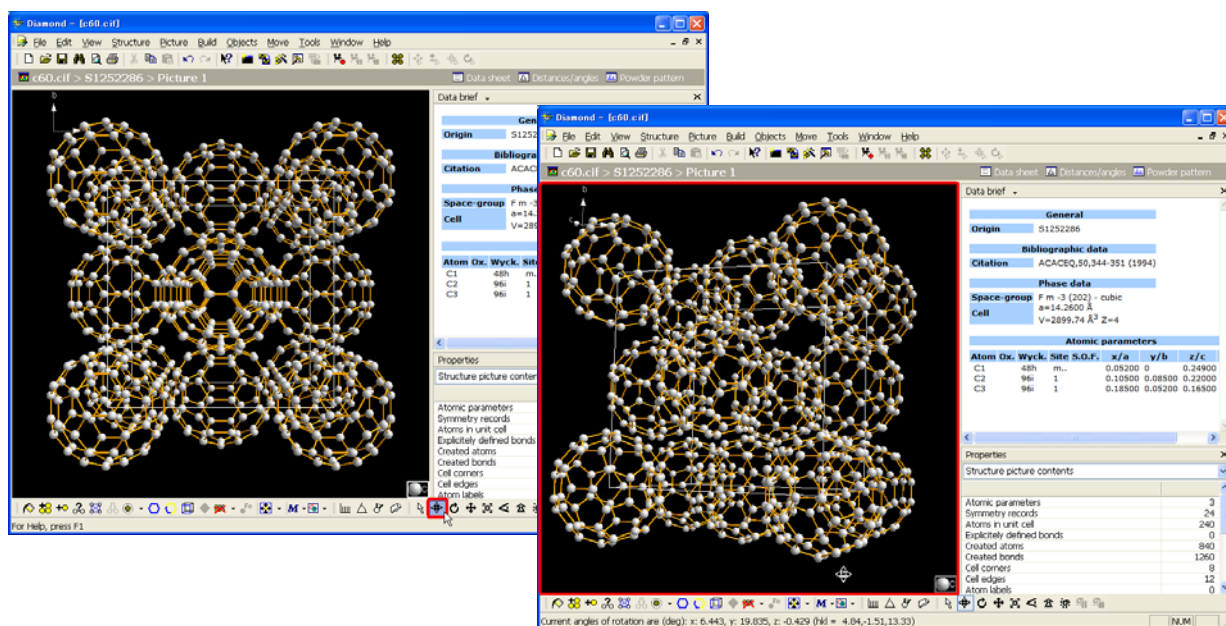 Diamond - [c60.cif]
File Edit View Structure Picture Build Objects Move Tools Window Help
c60.cif > S1252286 > Picture 1 Data sheet Distances/angles Powder pattern
Data brief
Gen
Origin S1252
Bibliogra
Citation ACACE
Phase
Space-group F m -3
Cell a=14.
V=289
Atom Ox. Wyck. Site
C1 48h m.
C2 96i 1
C3 96i 1
Properties
Structure picture conten
Atomic parameters
Symmetry records
Atoms in unit cell
Explicitely defined bonds
Created atoms
Created bonds
Cell corners
Cell edges
Atom labels
For Help, press F1
Diamond - [c60.cif]
File Edit View Structure Picture Build Objects Move Tools Window Help
c60.cif > S1252286 > Picture 1 Data sheet Distances/angles Powder pattern
Data brief
General
Origin S1252286
Bibliographic data
Citation ACACEQ,50,344-351 (1994)
Phase data
Space-group F m -3 (202) - cubic
Cell a=14.2600 Å
V=2899.74 Å³ Z=4
Atomic parameters
Atom Ox. Wyck. Site S.O.F. x/a y/b z/c
C1 48h m.. 0.05200 0 0.24900
C2 96i 1 0.10500 0.08500 0.22000
C3 96i 1 0.18500 0.05200 0.16500
Properties
Structure picture contents
Atomic parameters 3
Symmetry records 24
Atoms in unit cell 240
Explicitely defined bonds 0
Created atoms 840
Created bonds 1260
Cell corners 8
Cell edges 12
Atom labels 0
Current angles of rotation are (deg): x: 6.443, y: 19.835, z: -0.429 (hkl = 4.84,-1.51,13.33) NUM